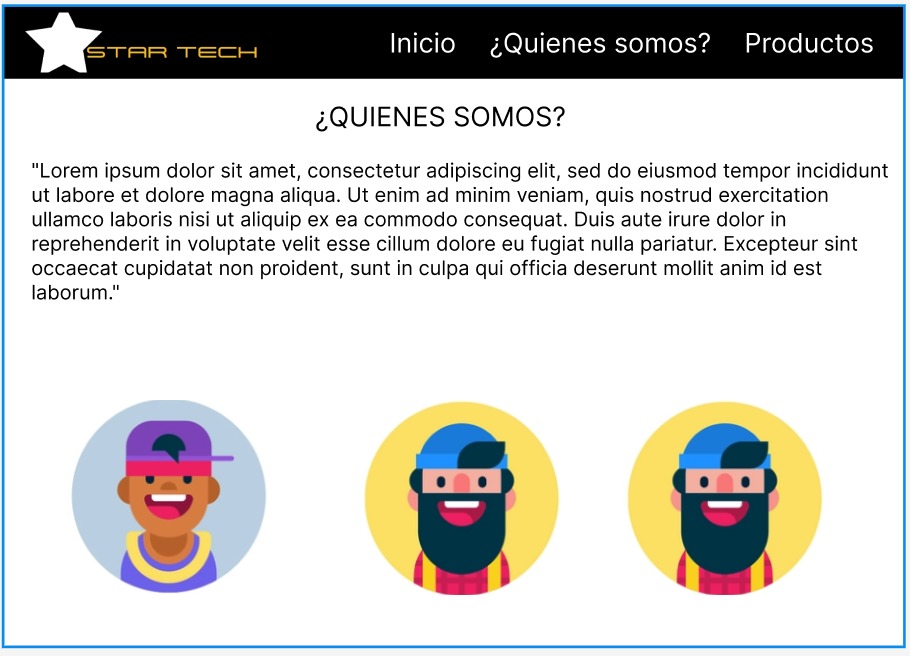 STAR TECH
Inicio ¿Quienes somos? Productos
¿QUIENES SOMOS?
"Lorem ipsum dolor sit amet, consectetur adipiscing elit, sed do eiusmod tempor incididunt
ut labore et dolore magna aliqua. Ut enim ad minim veniam, quis nostrud exercitation
ullamco laboris nisi ut aliquip ex ea commodo consequat. Duis aute irure dolor in
reprehenderit in voluptate velit esse cillum dolore eu fugiat nulla pariatur. Excepteur sint
occaecat cupidatat non proident, sunt in culpa qui officia deserunt mollit anim id est
laborum."